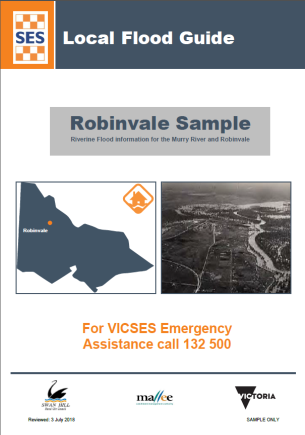 SES
Local Flood Guide
Robinvale Sample
Riverine Flood information for the Murry River and Robinvale
Robinvale
For VICSES Emergency
Assistance call 132 500
SWAN HILL
mallee
VICTORIA
Reviewed: 3 July 2018
SAMPLE ONLY